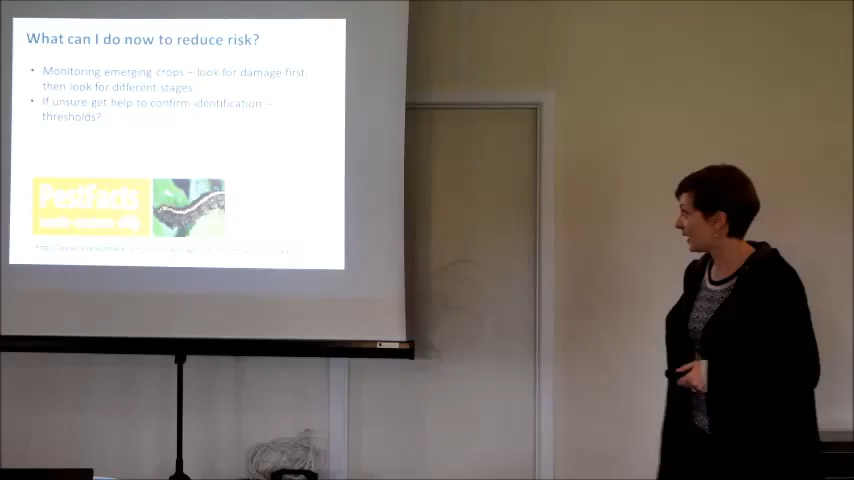 What can I do now to reduce risk?
• Monitoring emerging crops – look for damage first,
then look for different stages
• If unsure get help to confirm identification –
thresholds?
PestFacts